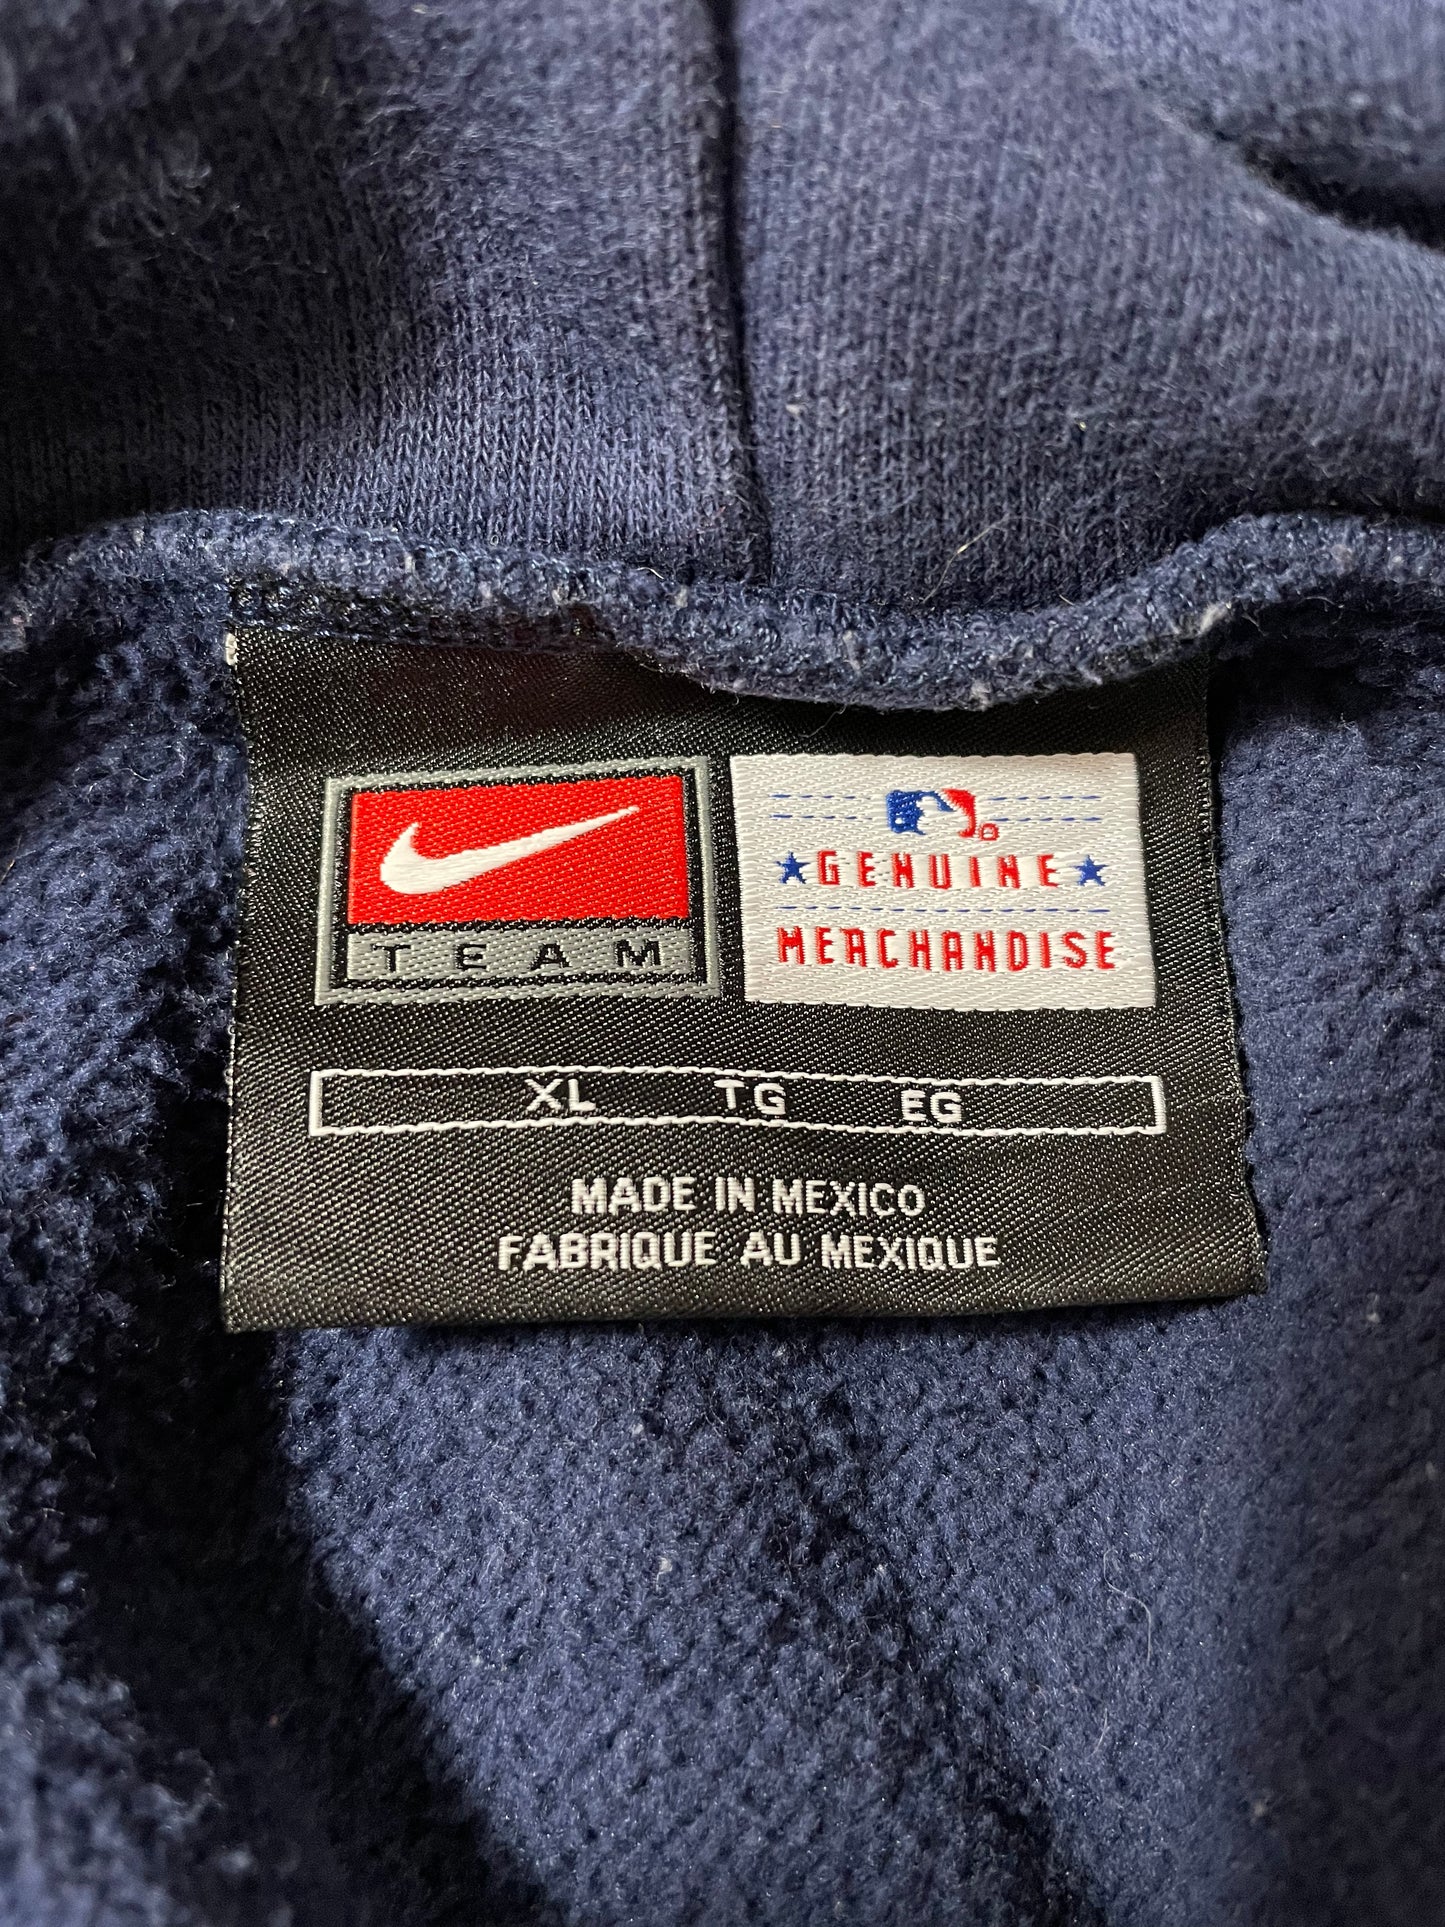 TEAM
GENUINE
MERCHANDISE
XL TG EG
MADE IN MEXICO
FABRIQUE AU MEXIQUE